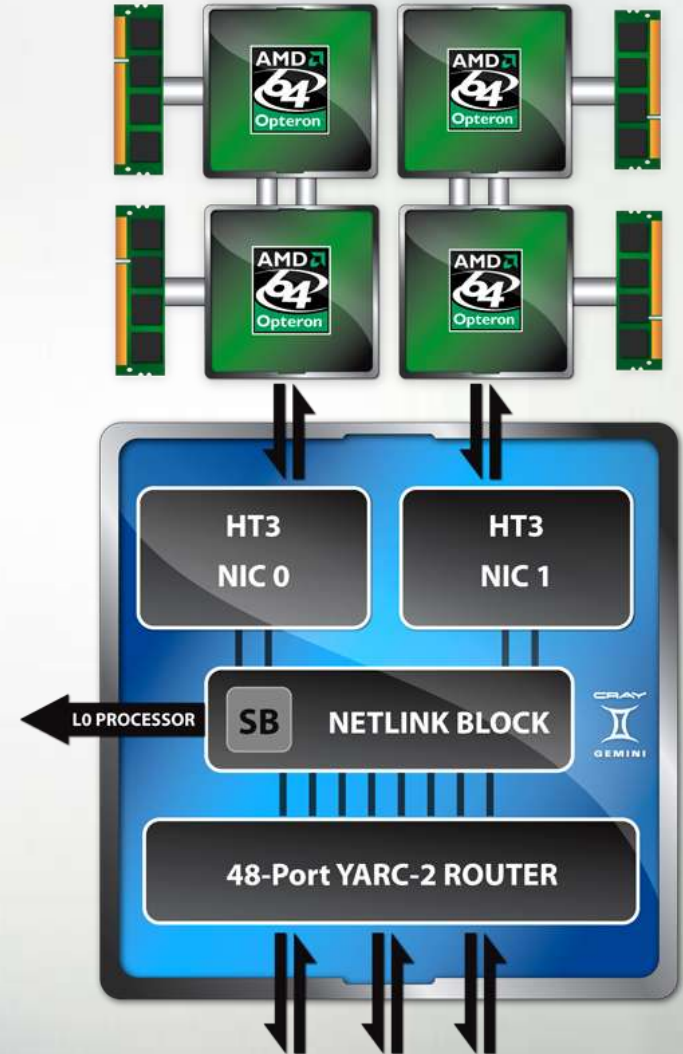 AMD
64
Opteron
AMD
64
Opteron
AMD
64
Opteron
AMD
64
Opteron
HT3
NIC 0
HT3
NIC 1
L0 PROCESSOR
SB
NETLINK BLOCK
CRAY
GEMINI
48-Port YARC-2 ROUTER